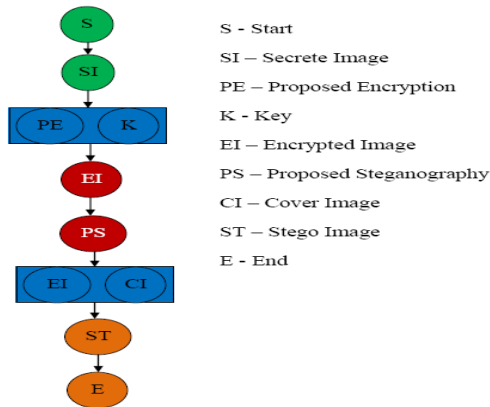 S
SI
PE K
EI
PS
EI CI
ST
E
S - Start
SI – Secrete Image
PE – Proposed Encryption
K - Key
EI – Encrypted Image
PS – Proposed Steganography
CI – Cover Image
ST – Stego Image
E - End